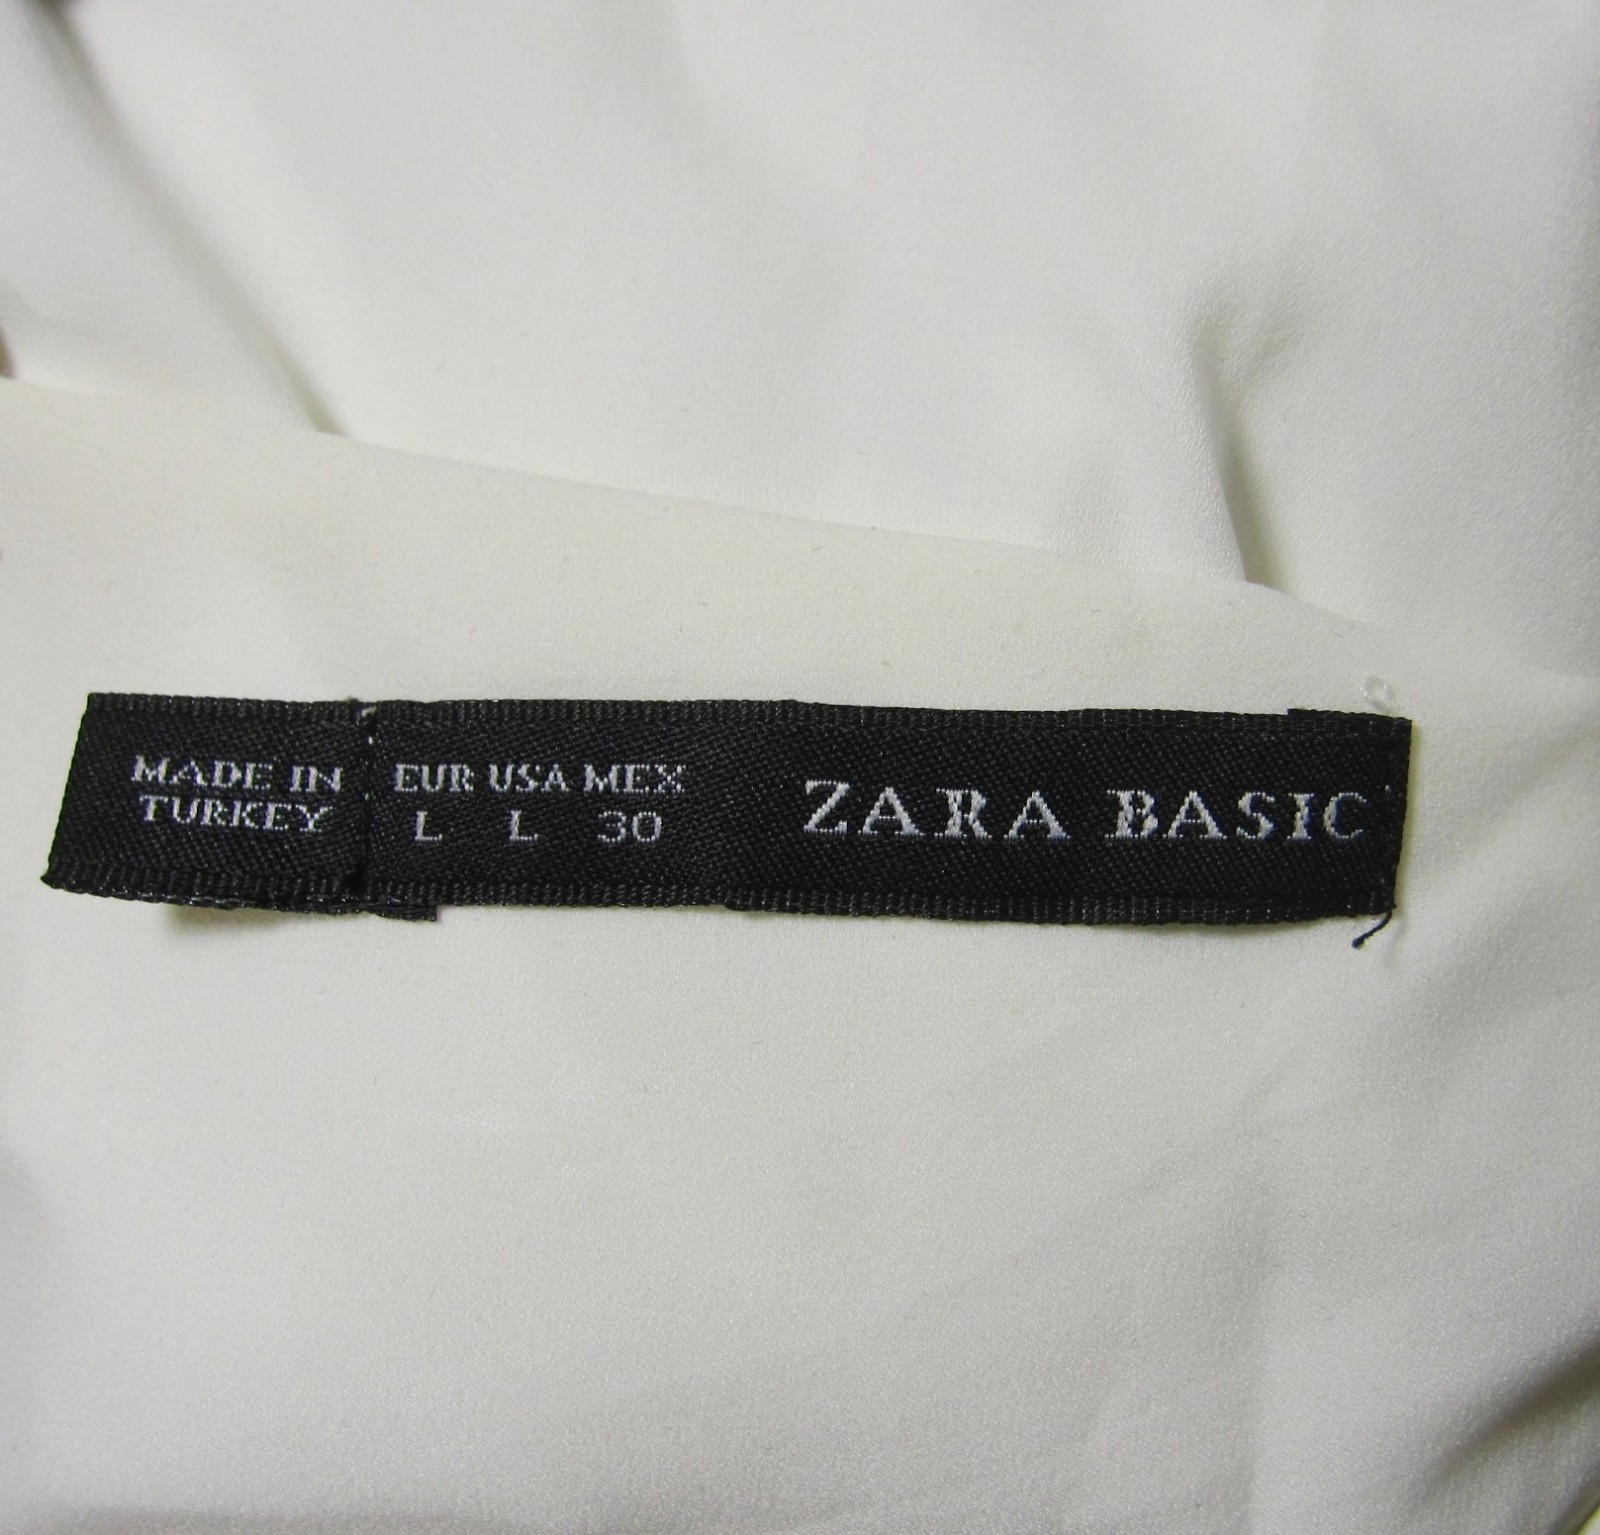 MADE IN
TURKEY
EUR USA MEX
L L 30
ZARA BASIC